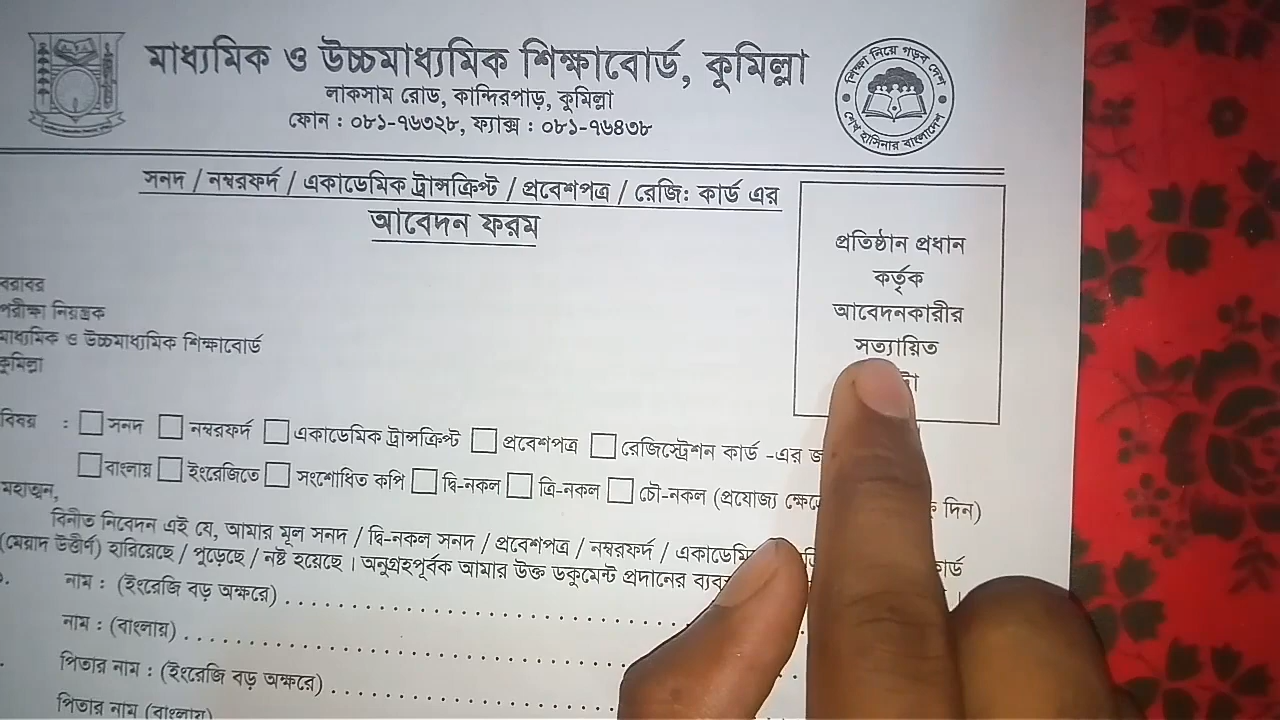 মাধ্যমিক ও উচ্চমাধ্যমিক শিক্ষাবোর্ড, কুমিল্লা
লাকসাম রোড, কান্দিরপাড়, কুমিল্লা
ফোন : ০৮১-৭৬৩২৮, ফ্যাক্স : ০৮১-৭৬৪৩৮
শিক্ষা নিয়ে গড়ব দেশ
শেখ হাসিনার বাংলাদেশ
সনদ / নম্বরফর্দ / একাডেমিক ট্রান্সক্রিপ্ট / প্রবেশপত্র / রেজি: কার্ড এর
আবেদন ফরম
প্রতিষ্ঠান প্রধান
কর্তৃক
আবেদনকারীর
সত্যায়িত
বরাবর
পরীক্ষা নিয়ন্ত্রক
মাধ্যমিক ও উচ্চমাধ্যমিক শিক্ষাবোর্ড
কুমিল্লা
বিষয় : সনদ নম্বরফর্দ একাডেমিক ট্রান্সক্রিপ্ট প্রবেশপত্র রেজিস্ট্রেশন কার্ড -এর
বাংলায় ইংরেজিতে সংশোধিত কপি দ্বি-নকল ত্রি-নকল চৌ-নকল (প্রযোজ্য দিন)
মহাত্মন,
বিনীত নিবেদন এই যে, আমার মূল সনদ / দ্বি-নকল সনদ / প্রবেশপত্র / নম্বরফর্দ /
(মেয়াদ উত্তীর্ণ) হারিয়েছে / পুড়েছে / নষ্ট হয়েছে । অনুগ্রহপূর্বক আমার উক্ত ডকুমেন্ট প্রদানের
নাম : (ইংরেজি বড় অক্ষরে) . . . . . . . . . . . . . . . . . . . . . . . . . . . . . .
নাম : (বাংলায়) . . . . . . . . . . . . . . . . . . . . . . . . . . . . . .
পিতার নাম : (ইংরেজি বড় অক্ষরে) . . . . . . . . . . . . . . . . . . . .
পিতার নাম (বাংলায়)